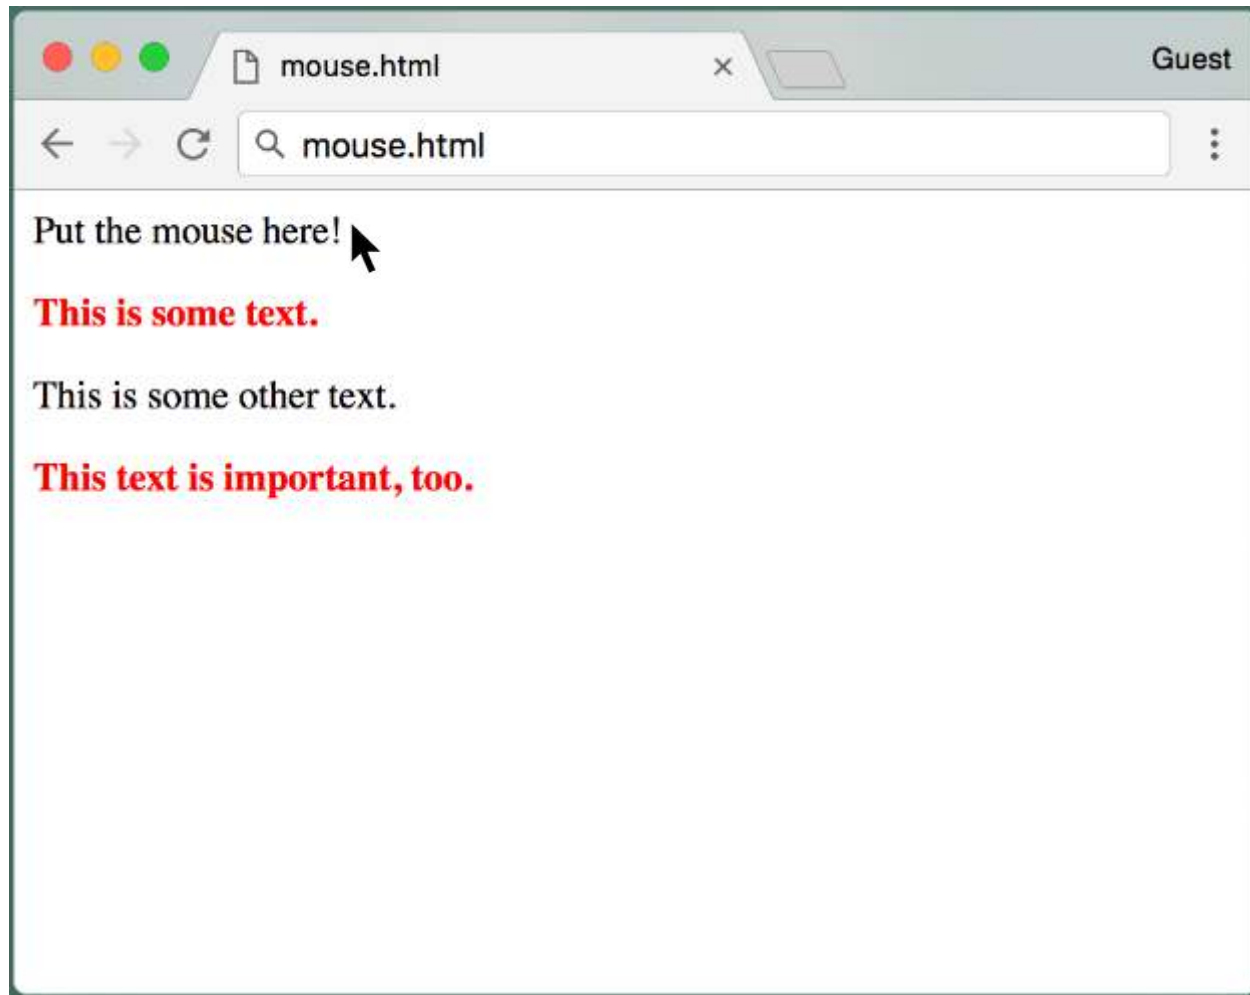 mouse.html
Guest
mouse.html
Put the mouse here!
This is some text.
This is some other text.
This text is important, too.